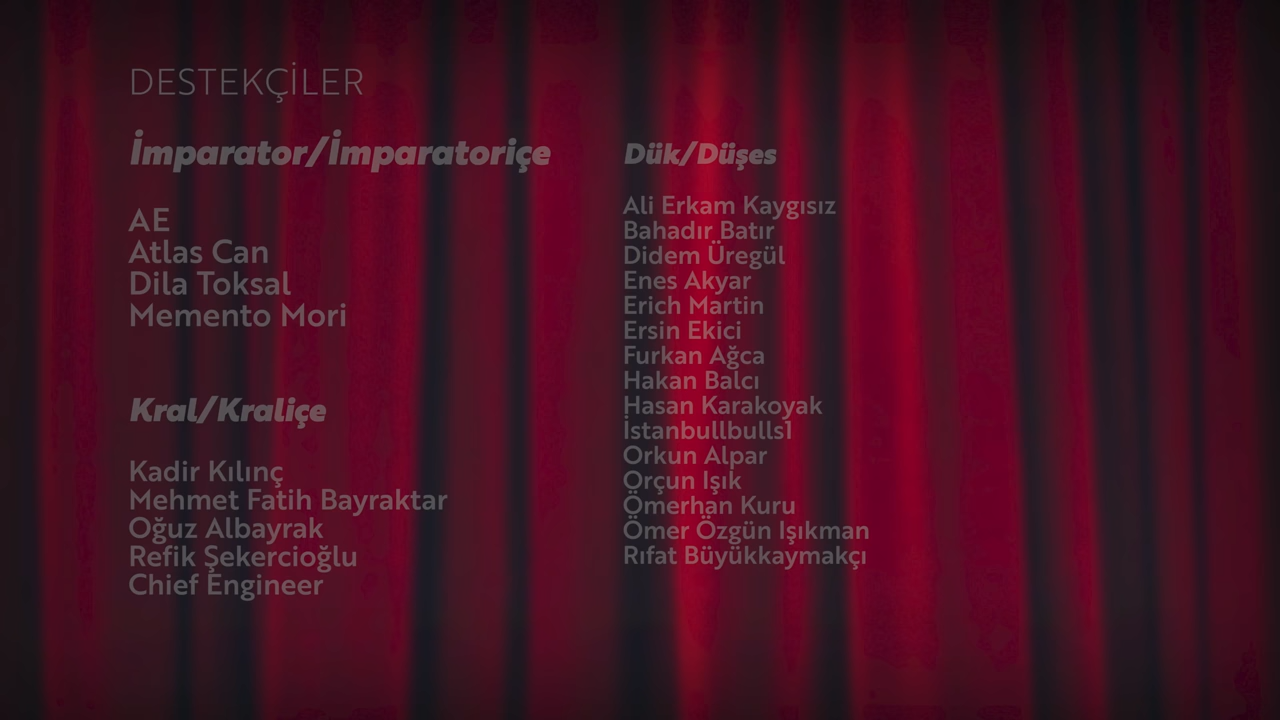 DESTEKÇİLER
İmparator/İmparatoriçe
AE
Atlas Can
Dila Toksal
Memento Mori
Kral/Kraliçe
Kadir Kılınç
Mehmet Fatih Bayraktar
Oğuz Albayrak
Refik Şekercioğlu
Chief Engineer
Dük/Düşes
Ali Erkam Kaygısız
Bahadır Batır
Didem Üregül
Enes Akyar
Erich Martin
Ersin Ekici
Furkan Ağca
Hakan Balcı
Hasan Karakoyak
İstanbullbulls1
Orkun Alpar
Orçun Işık
Ömerhan Kuru
Ömer Özgün Işıkman
Rıfat Büyükkaymakçı